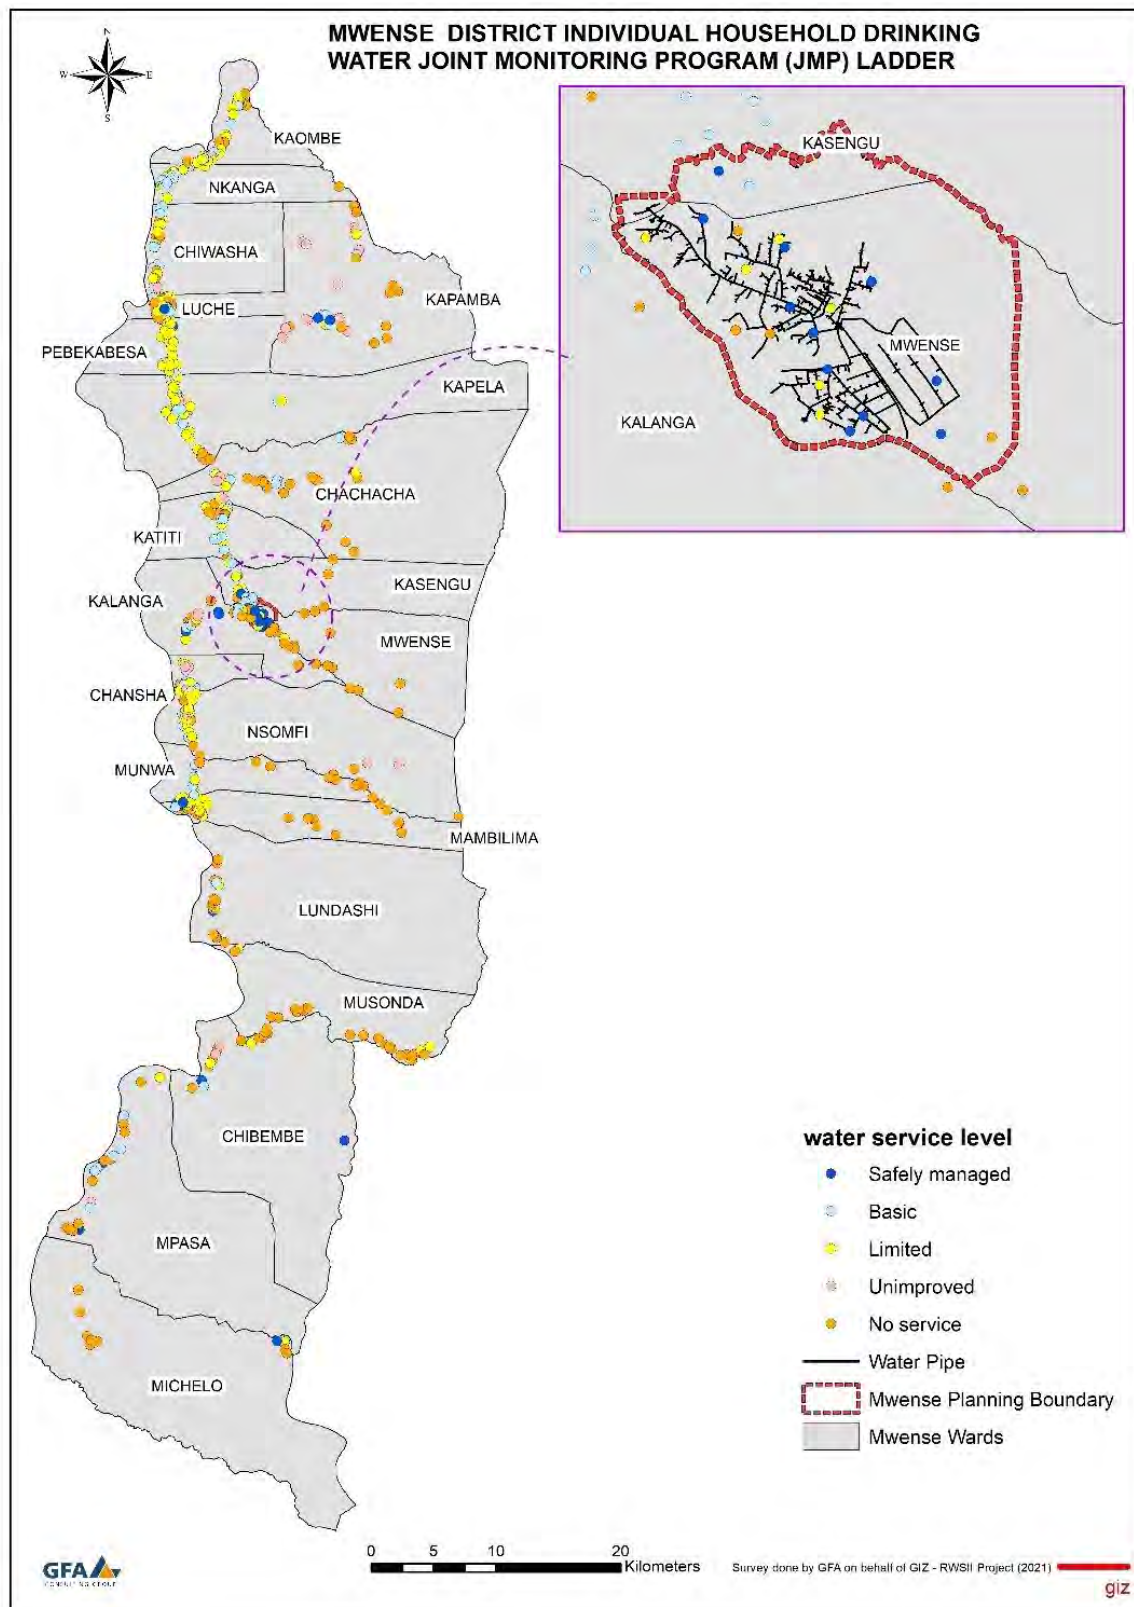 MWENSE DISTRICT INDIVIDUAL HOUSEHOLD DRINKING
WATER JOINT MONITORING PROGRAM (JMP) LADDER
N
W E
S
KAOMBE
NKANGA
CHIWASHA
LUCHE
KAPAMBA
PEBEKABESA
KAPELA
CHACHACHA
KATITI
KASENGU
KALANGA
MWENSE
CHANSHA
NSOMFI
MUNWA
MAMBILIMA
LUNDASHI
MUSONDA
CHIBEMBE
MPASA
MICHELO
KASENGU
MWENSE
KALANGA
water service level
Safely managed
Basic
Limited
Unimproved
No service
Water Pipe
Mwense Planning Boundary
Mwense Wards
GFA
CONSULTING GROUP
0 5 10 20
Kilometers
Survey done by GFA on behalf of GIZ - RWSII Project (2021)
giz